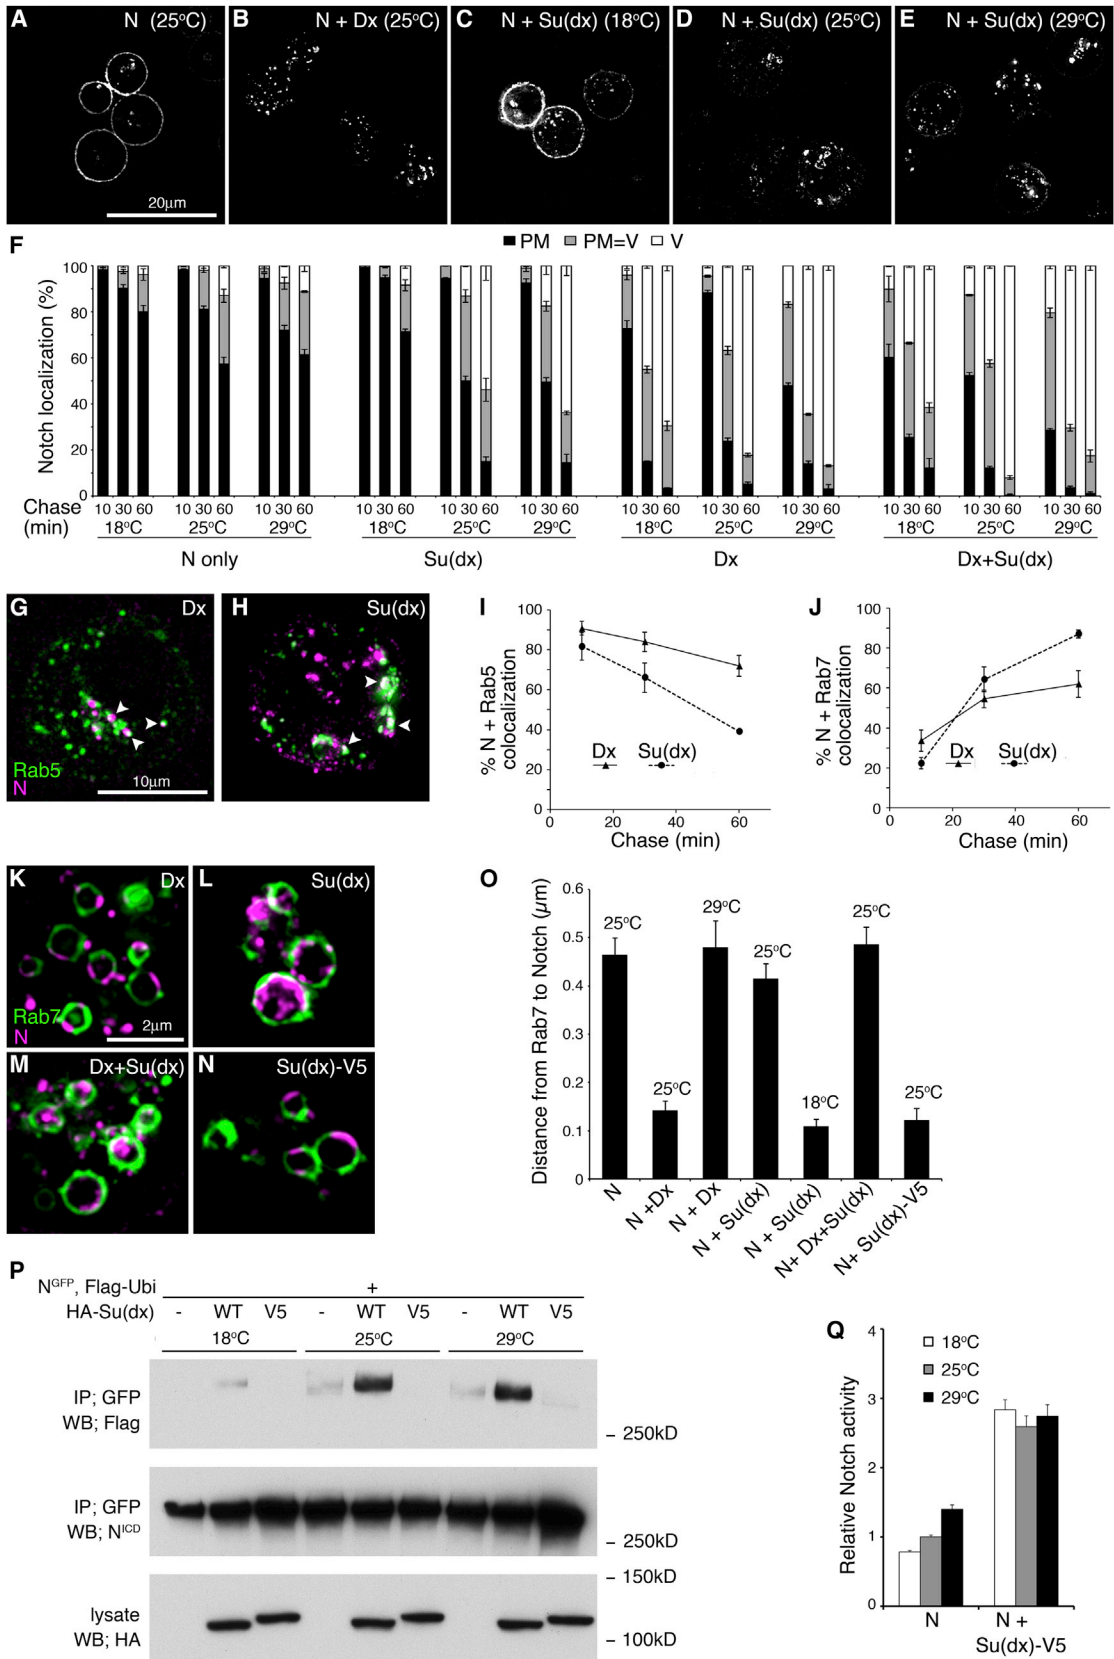 A N (25°C)
B N + Dx (25°C)
C N + Su(dx) (18°C)
D N + Su(dx) (25°C)
E N + Su(dx) (29°C)
20μm
F
PM PM=V V
Notch localization (%)
100
80
60
40
20
0
Chase (min)
10 30 60 10 30 60 10 30 60 10 30 60 10 30 60 10 30 60 10 30 60 10 30 60 10 30 60 10 30 60 10 30 60 10 30 60
18°C 25°C 29°C 18°C 25°C 29°C 18°C 25°C 29°C 18°C 25°C 29°C
N only Su(dx) Dx Dx+Su(dx)
G Dx
Rab5
N
10μm
H Su(dx)
I
% N + Rab5 colocalization
100
80
60
40
20
0
Dx Su(dx)
0 20 40 60
Chase (min)
J
% N + Rab7 colocalization
100
80
60
40
20
0
Dx Su(dx)
0 20 40 60
Chase (min)
K Dx
Rab7
N
2μm
L Su(dx)
M Dx+Su(dx)
N Su(dx)-V5
O
Distance from Rab7 to Notch (μm)
0.6
0.5
0.4
0.3
0.2
0.1
0
25°C 25°C 29°C 25°C 18°C 25°C 25°C
N N +Dx N + Dx N + Su(dx) N + Su(dx) N+ Dx+Su(dx) N+ Su(dx)-V5
P
N^GFP, Flag-Ubi +
HA-Su(dx) - WT V5 - WT V5 - WT V5
18°C 25°C 29°C
IP; GFP
WB; Flag
– 250kD
IP; GFP
WB; N^ICD
– 250kD
– 150kD
lysate
WB; HA
– 100kD
Q
Relative Notch activity
4
3
2
1
0
18°C
25°C
29°C
N N +
Su(dx)-V5